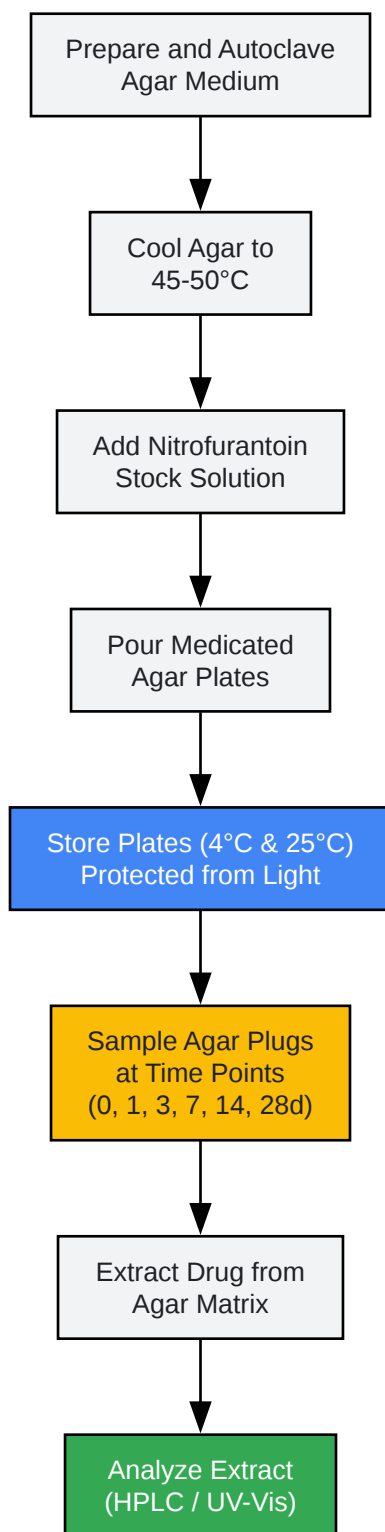 Prepare and Autoclave
Agar Medium
Cool Agar to
45-50°C
Add Nitrofurantoin
Stock Solution
Pour Medicated
Agar Plates
Store Plates (4°C & 25°C)
Protected from Light
Sample Agar Plugs
at Time Points
(0, 1, 3, 7, 14, 28d)
Extract Drug from
Agar Matrix
Analyze Extract
(HPLC / UV-Vis)